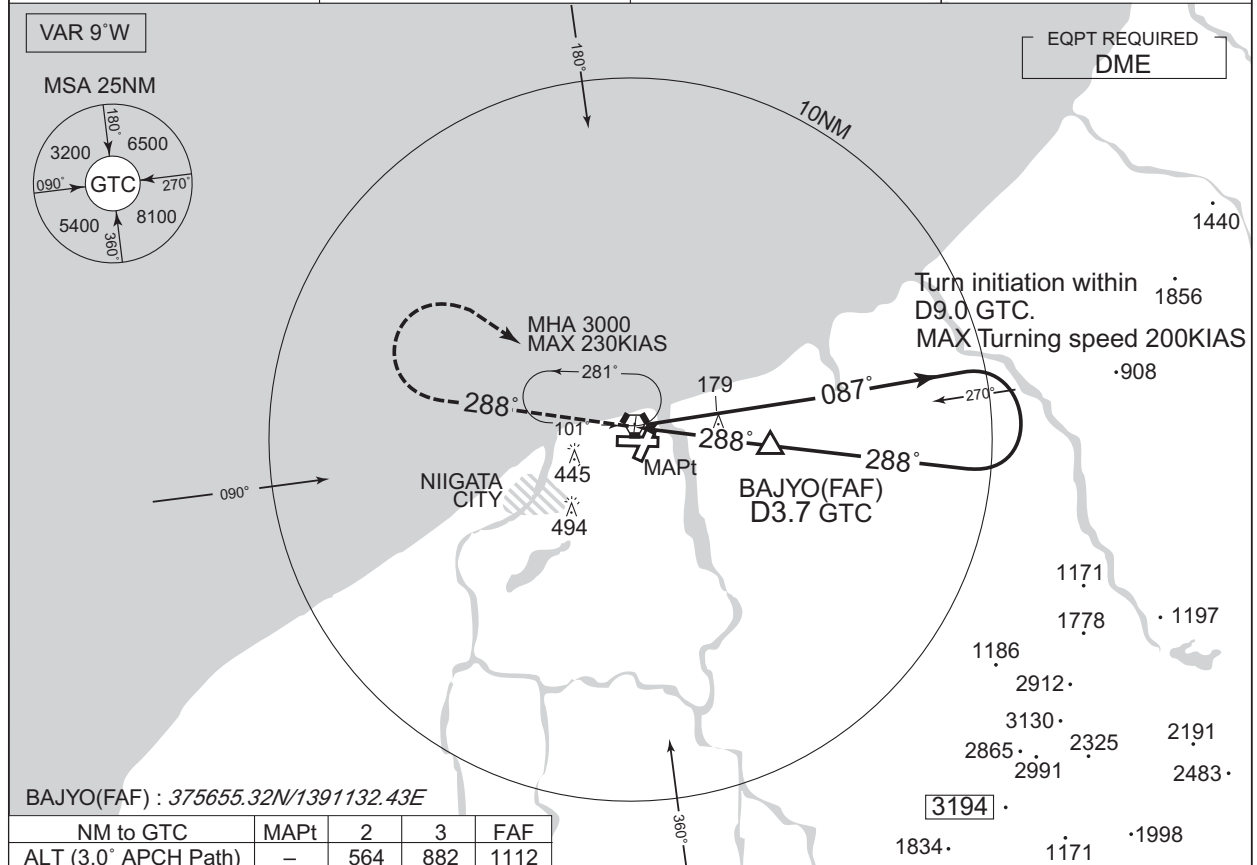 VAR 9˚W
MSA 25NM
180˚
3200
6500
090˚
GTC
270˚
5400
8100
360˚
180˚
10NM
EQPT REQUIRED
DME
1440
Turn initiation within
D9.0 GTC.
MAX Turning speed 200KIAS
1856
908
MHA 3000
MAX 230KIAS
281˚
288˚
101˚
179
087˚
270˚
288˚
288˚
MAPt
445
494
NIIGATA
CITY
BAJYO(FAF)
D3.7 GTC
090˚
1171
1778
1197
1186
2912
3130
2865
2325
2191
2991
2483
3194
1998
1834
1171
360˚
BAJYO(FAF) : 375655.32N/1391132.43E
NM to GTC MAPt 2 3 FAF
ALT (3.0˚ APCH Path) – 564 882 1112